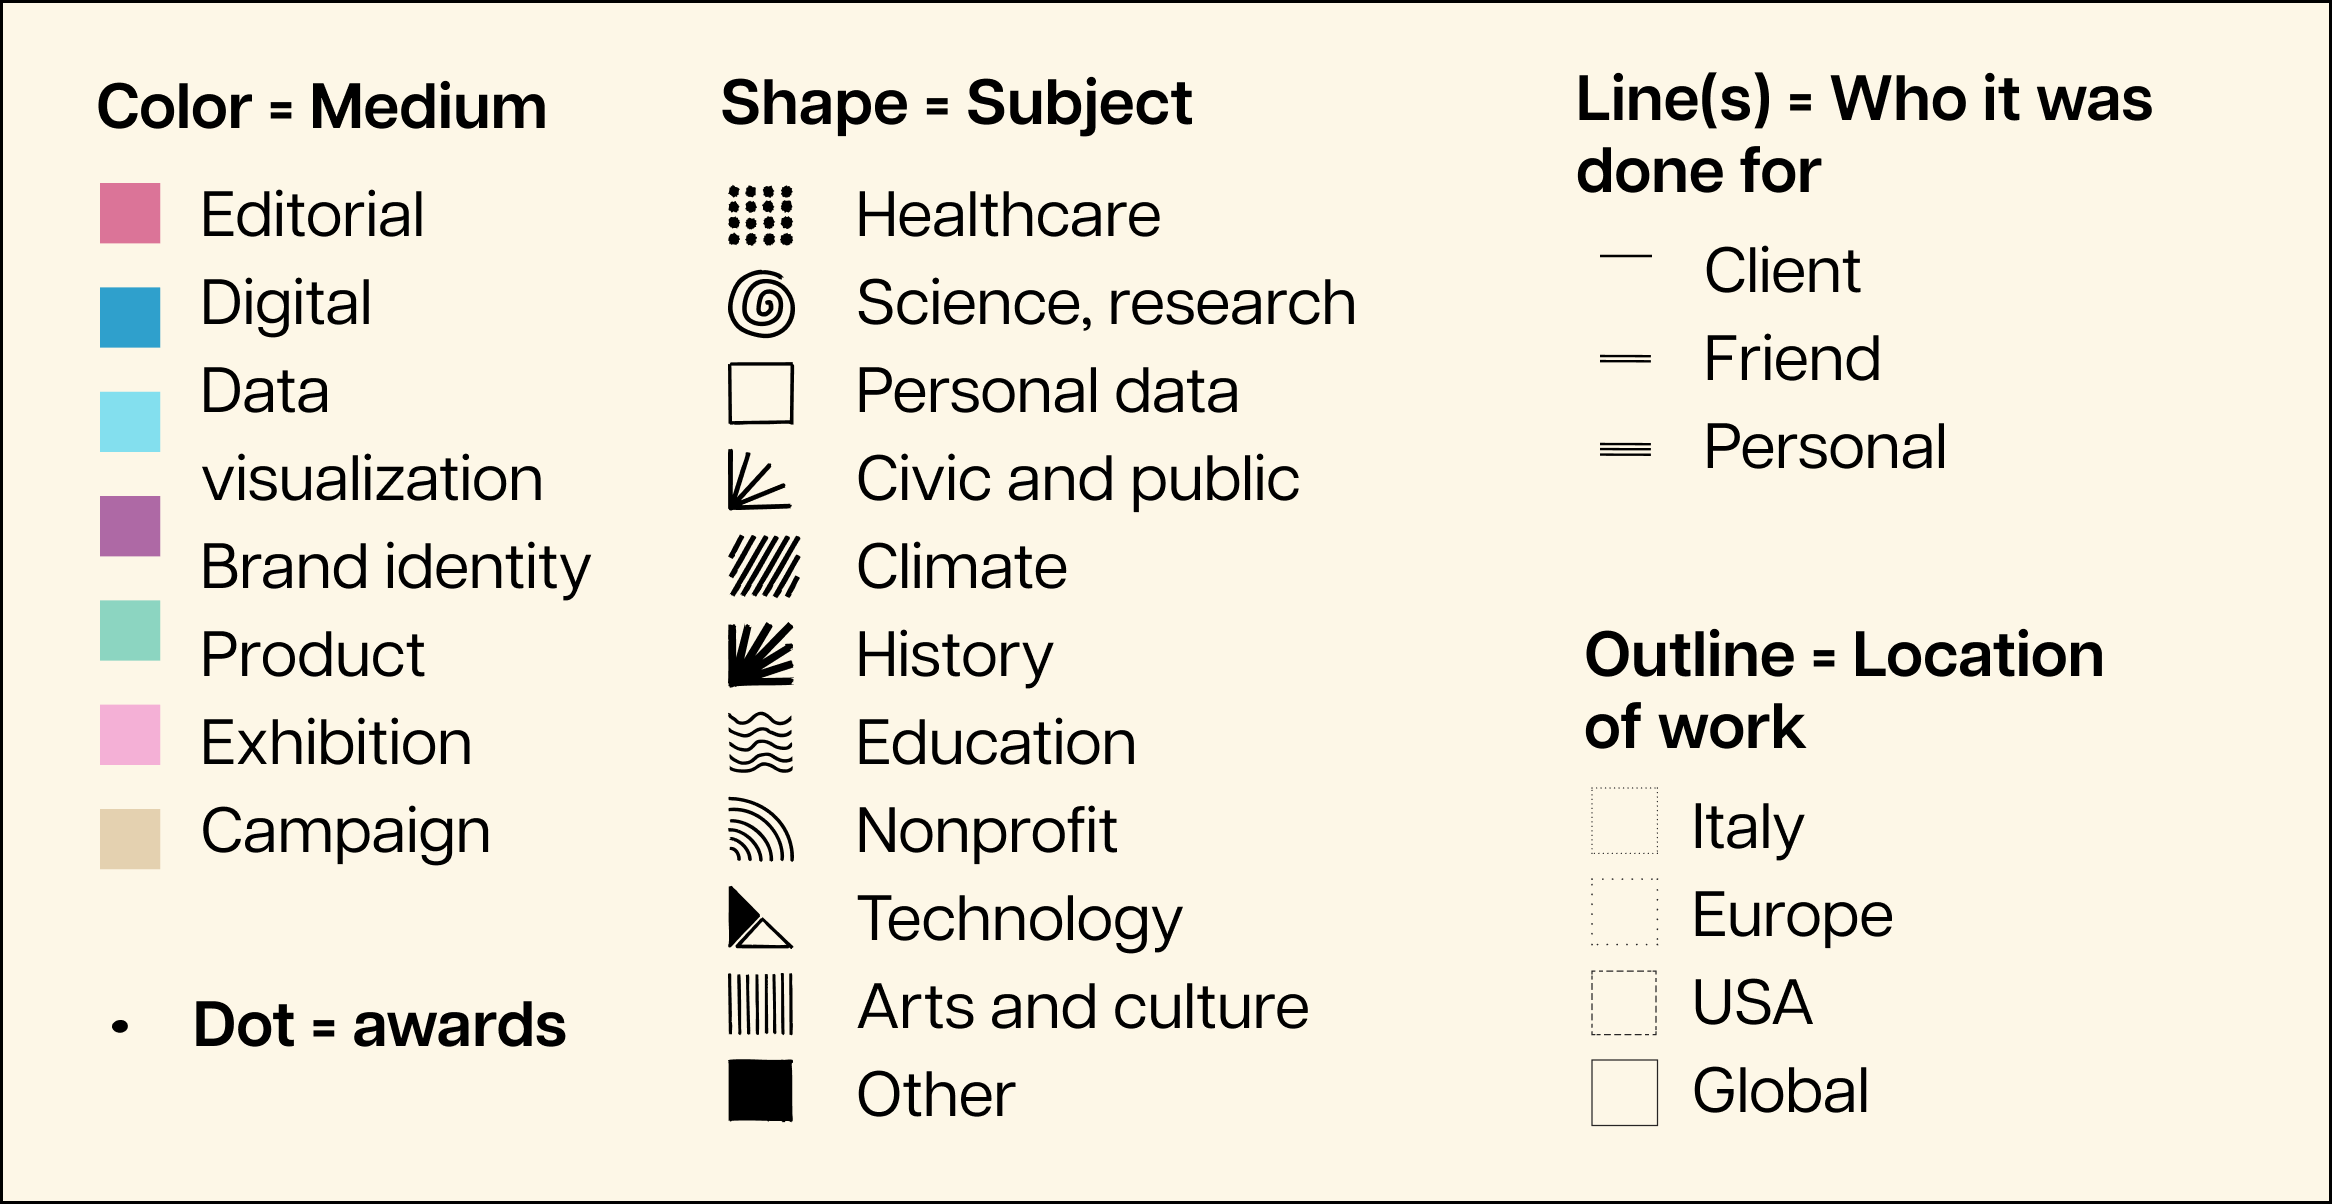 Color = Medium
Editorial
Digital
Data
visualization
Brand identity
Product
Exhibition
Campaign
Dot = awards
Shape = Subject
Healthcare
Science, research
Personal data
Civic and public
Climate
History
Education
Nonprofit
Technology
Arts and culture
Other
Line(s) = Who it was
done for
Client
Friend
Personal
Outline = Location
of work
Italy
Europe
USA
Global